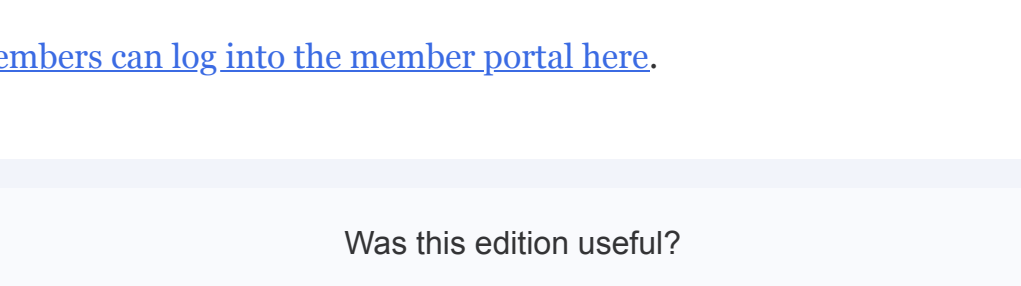 embers can log into the member portal here.
Was this edition useful?